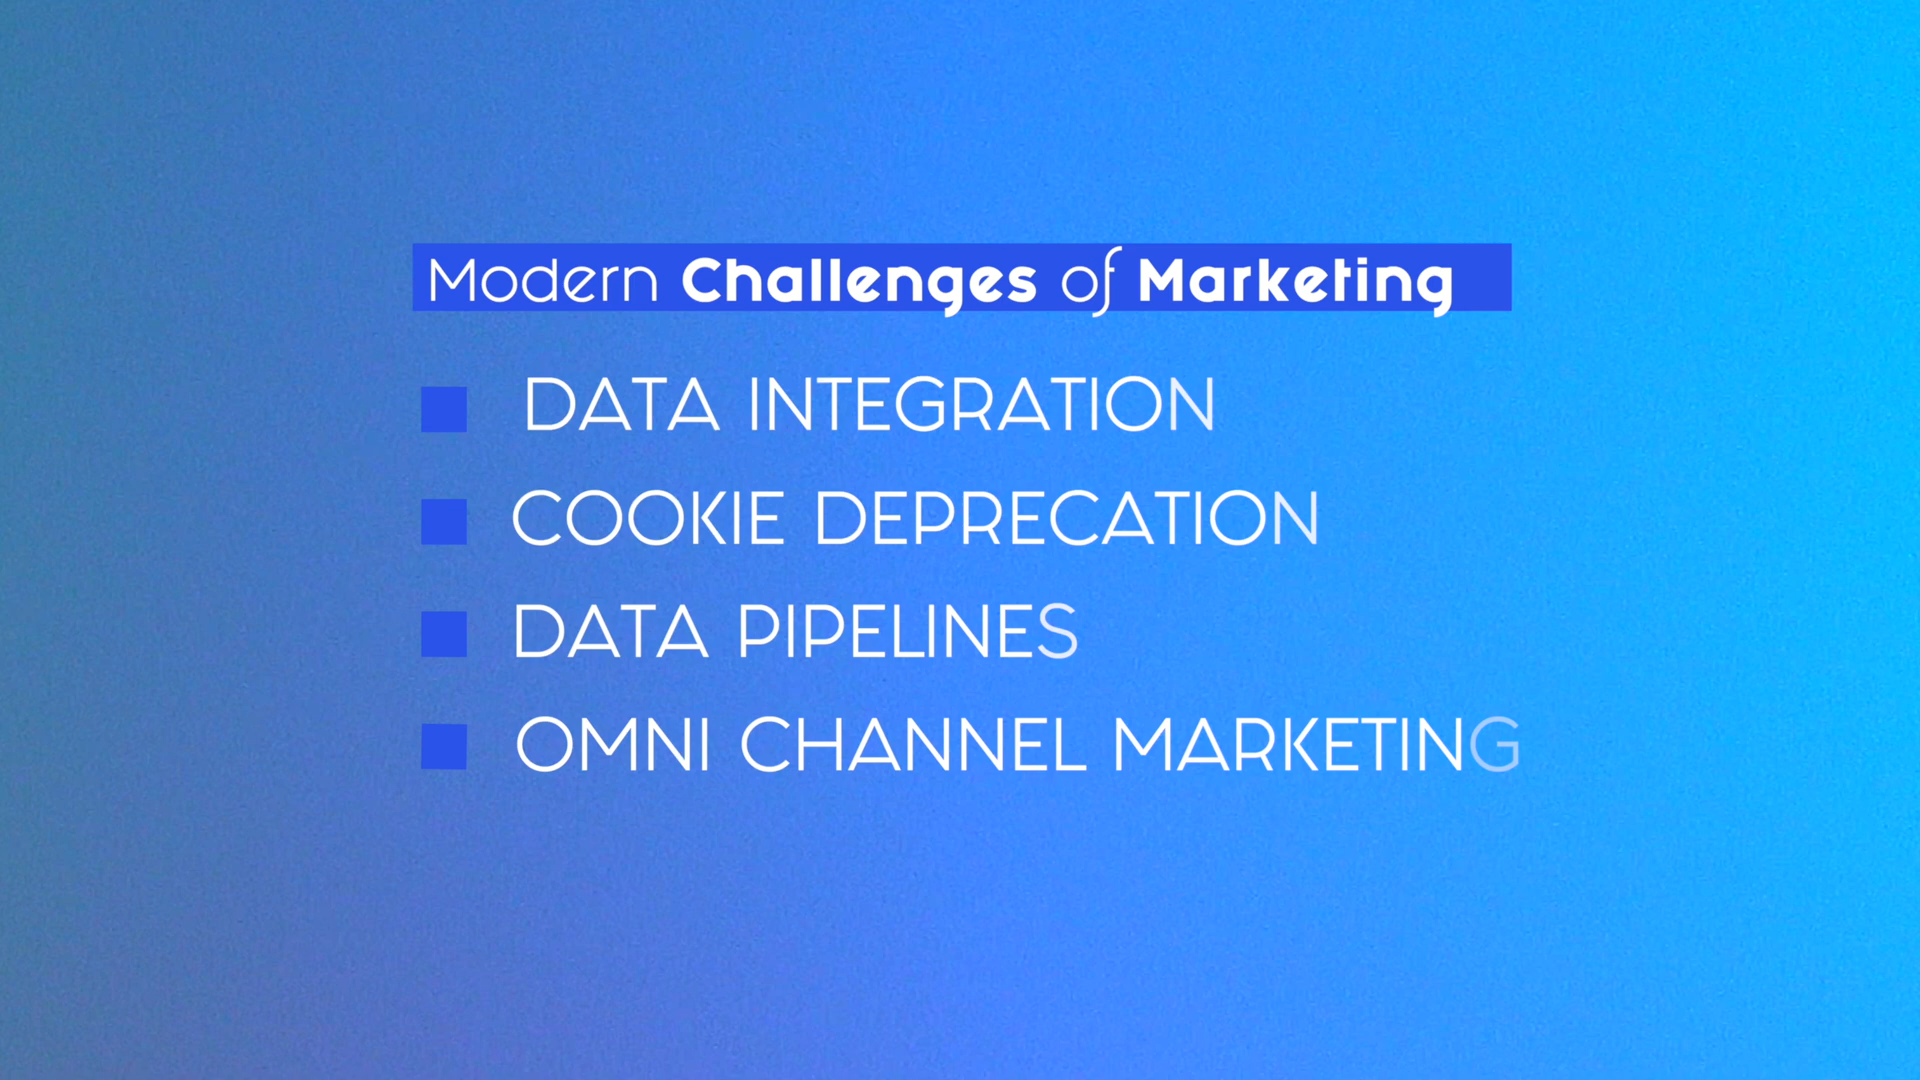 Modern Challenges of Marketing
DATA INTEGRATION
COOKIE DEPRECATION
DATA PIPELINES
OMNI CHANNEL MARKETING